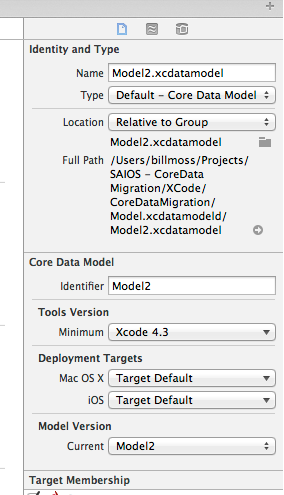 Identity and Type
Name Model2.xcdatamodel
Type Default - Core Data Model
Location Relative to Group
Model2.xcdatamodel
Full Path /Users/billmoss/Projects/
SAIOS - CoreData
Migration/XCode/
CoreDataMigration/
Model.xcdatamodeld/
Model2.xcdatamodel
Core Data Model
Identifier Model2
Tools Version
Minimum Xcode 4.3
Deployment Targets
Mac OS X Target Default
iOS Target Default
Model Version
Current Model2
Target Membership